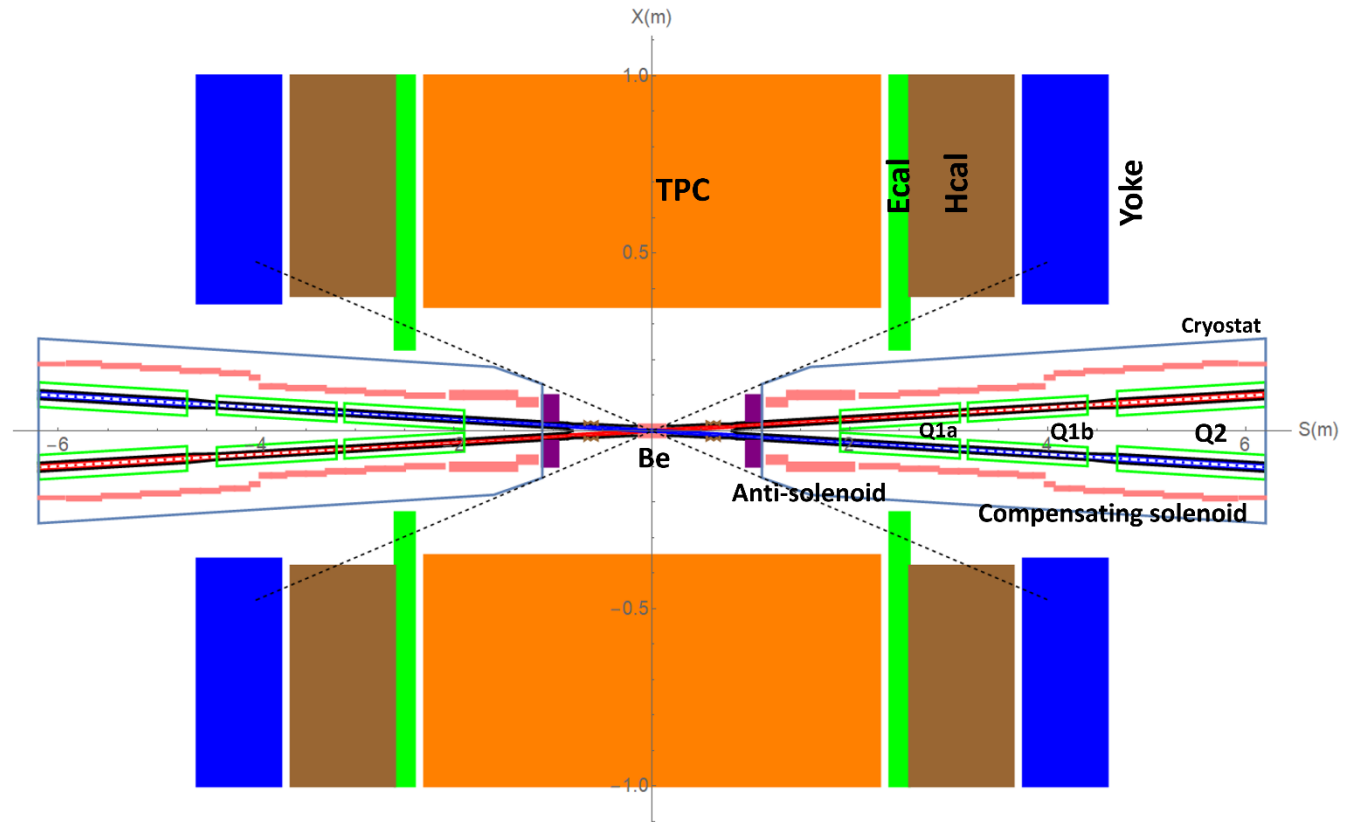 X(m)
1.0
TPC
Ecal
Hcal
Yoke
0.5
Cryostat
−6
−4
−2
2
4
6
S(m)
Q1a
Q1b
Q2
Be
Anti-solenoid
Compensating solenoid
−0.5
−1.0